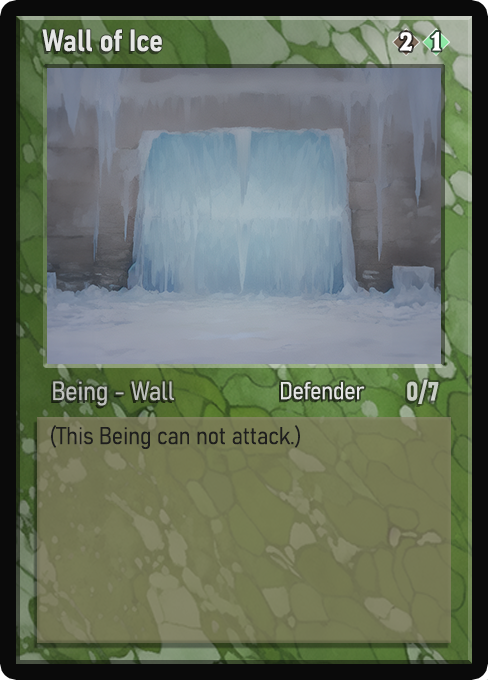 Wall of Ice 2 1
Being - Wall Defender 0/7
(This Being can not attack.)